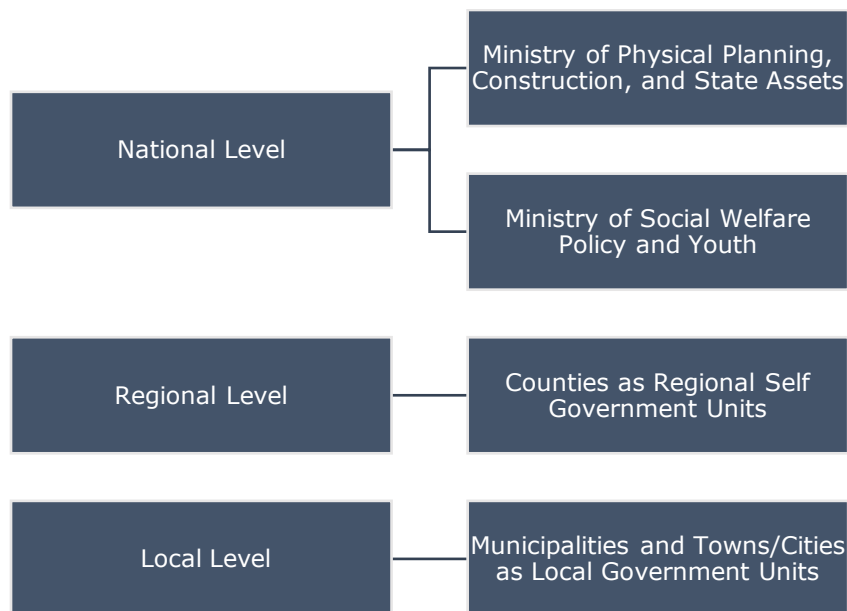 National Level
Ministry of Physical Planning,
Construction, and State Assets
Ministry of Social Welfare
Policy and Youth
Regional Level
Counties as Regional Self
Government Units
Local Level
Municipalities and Towns/Cities
as Local Government Units